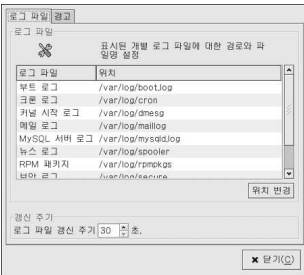 로그 파일 경고
로그 파일
표시된 개별 로그 파일에 대한 경로와 파
일명 설정
로그 파일 위치
부트 로그 /var/log/boot.log
크론 로그 /var/log/cron
커널 시작 로그 /var/log/dmesg
메일 로그 /var/log/maillog
MySQL 서버 로그 /var/log/mysqld.log
뉴스 로그 /var/log/spooler
RPM 패키지 /var/log/rpmpkgs
보안 로그 /var/log/secure
위치 변경
갱신 주기
로그 파일 갱신 주기 30 초.
닫기(C)